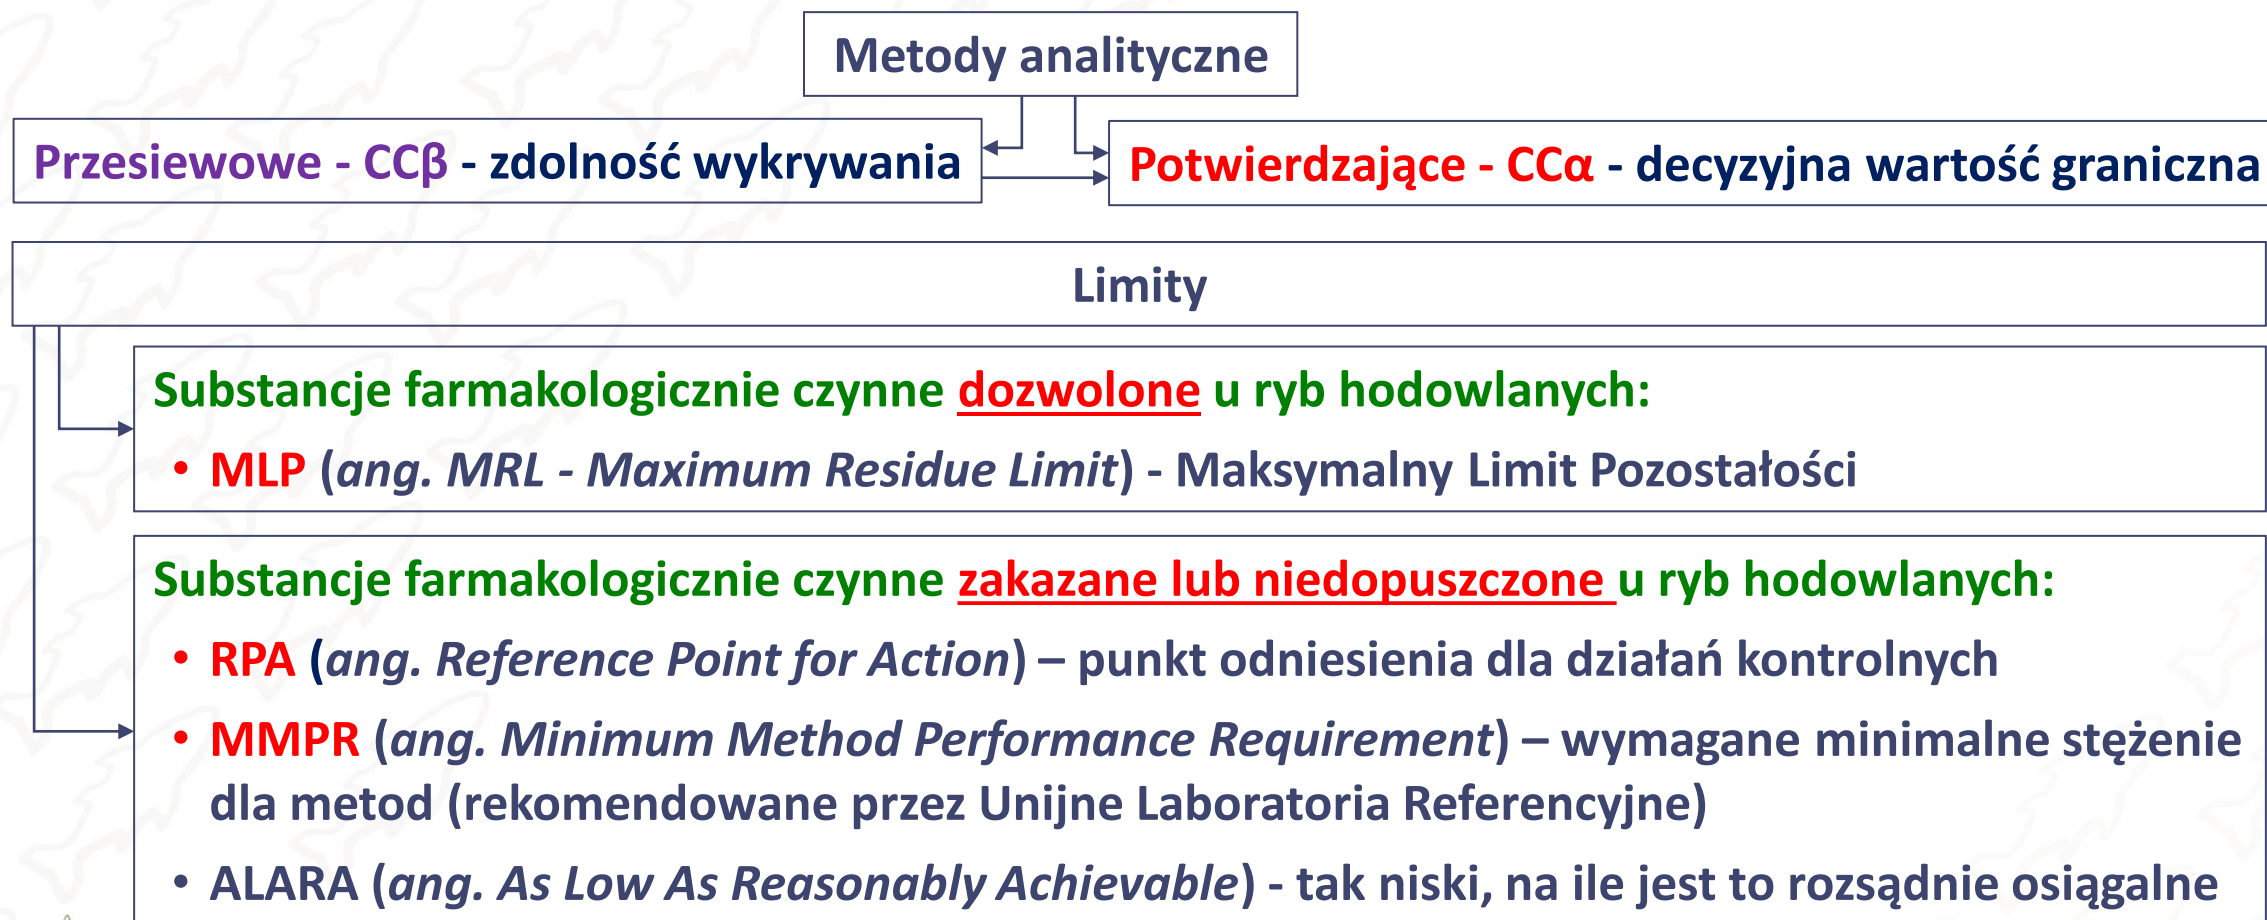 Metody analityczne
Przesiewowe - CCβ - zdolność wykrywania
Potwierdzające - CCα - decyzyjna wartość graniczna
Limity
Substancje farmakologicznie czynne dozwolone u ryb hodowlanych:
• MLP (ang. MRL - Maximum Residue Limit) - Maksymalny Limit Pozostałości
Substancje farmakologicznie czynne zakazane lub niedopuszczone u ryb hodowlanych:
• RPA (ang. Reference Point for Action) – punkt odniesienia dla działań kontrolnych
• MMPR (ang. Minimum Method Performance Requirement) – wymagane minimalne stężenie
dla metod (rekomendowane przez Unijne Laboratoria Referencyjne)
• ALARA (ang. As Low As Reasonably Achievable) - tak niski, na ile jest to rozsądnie osiągalne